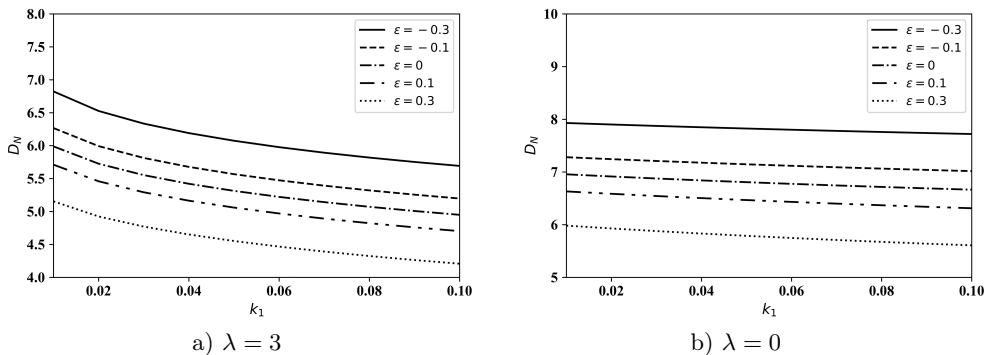 8.0
7.5
7.0
6.5
6.0
5.5
5.0
4.5
4.0
D_N
0.02 0.04 0.06 0.08 0.10
k_1
ε = −0.3
ε = −0.1
ε = 0
ε = 0.1
ε = 0.3
a) λ = 3
10
9
8
7
6
5
D_N
0.02 0.04 0.06 0.08 0.10
k_1
ε = −0.3
ε = −0.1
ε = 0
ε = 0.1
ε = 0.3
b) λ = 0